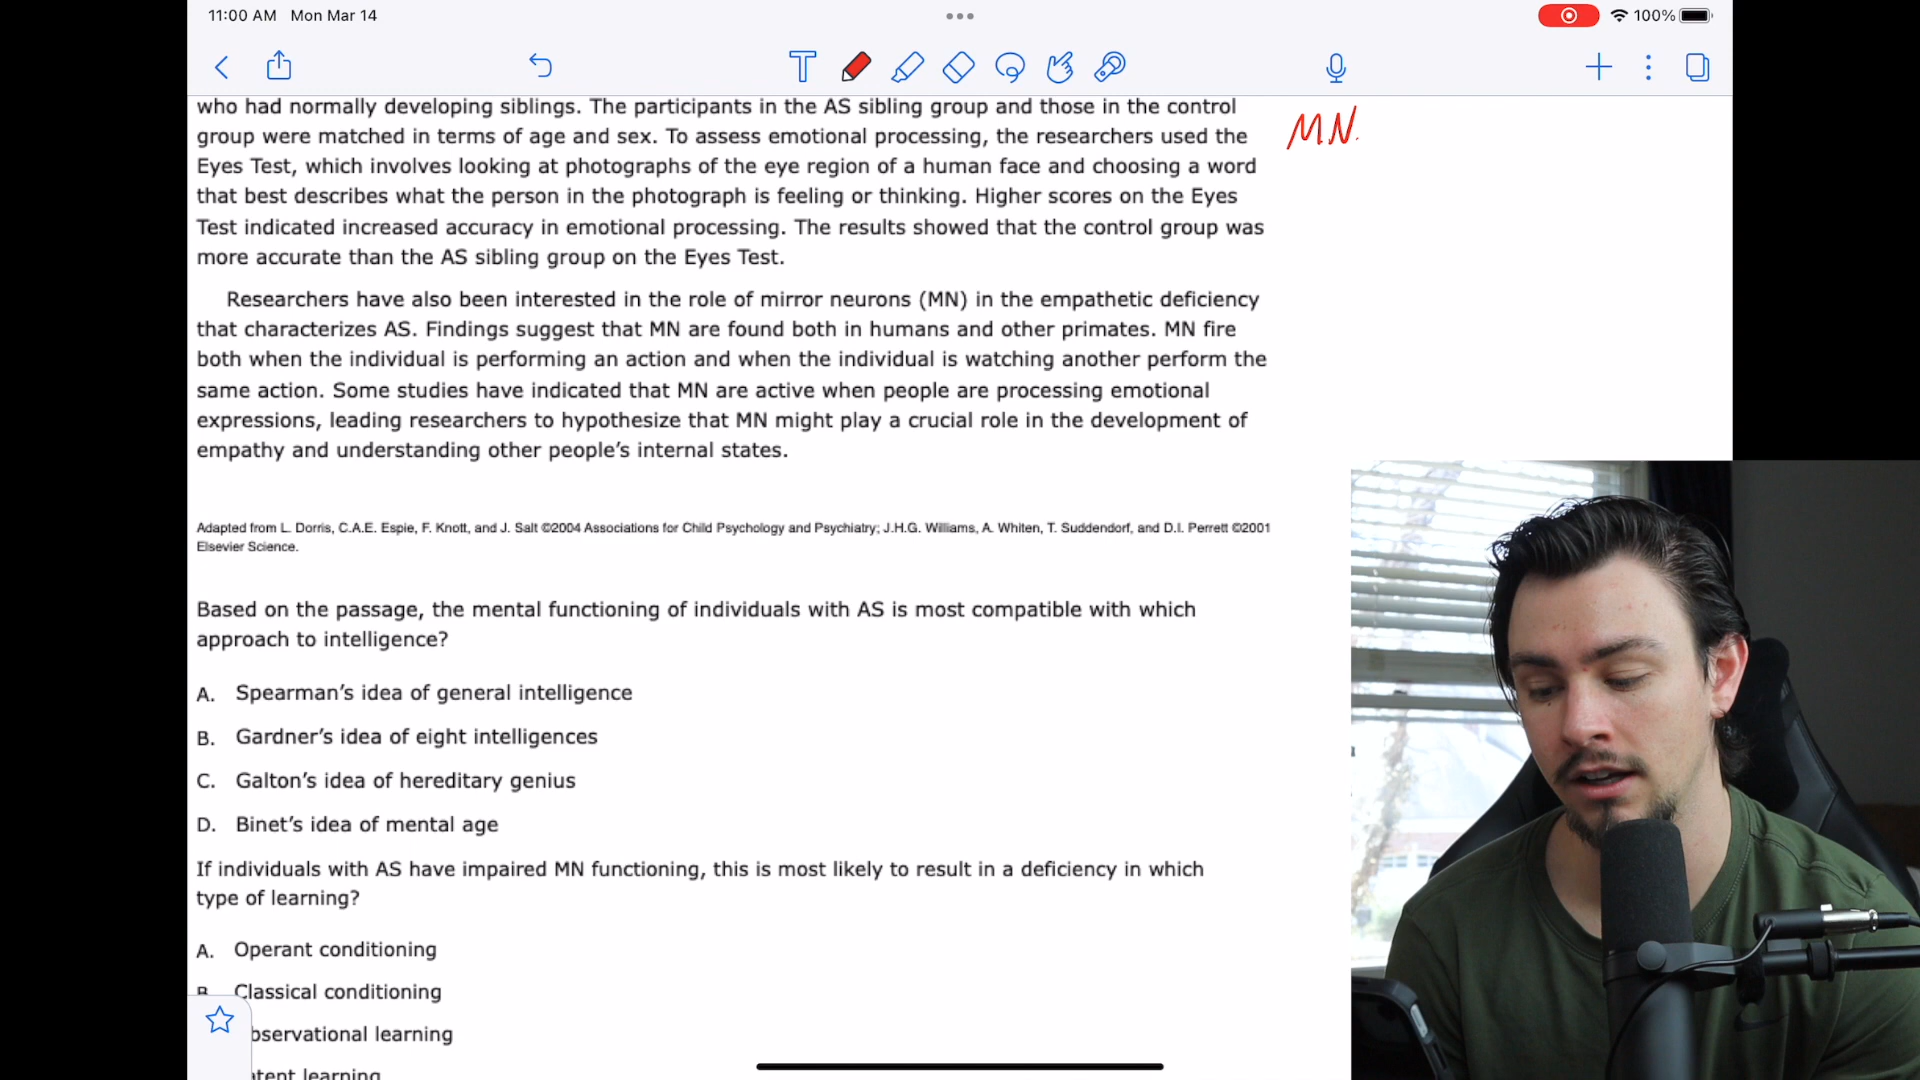 11:00 AM Mon Mar 14
100%
who had normally developing siblings. The participants in the AS sibling group and those in the control
group were matched in terms of age and sex. To assess emotional processing, the researchers used the
Eyes Test, which involves looking at photographs of the eye region of a human face and choosing a word
that best describes what the person in the photograph is feeling or thinking. Higher scores on the Eyes
Test indicated increased accuracy in emotional processing. The results showed that the control group was
more accurate than the AS sibling group on the Eyes Test.
MN.
Researchers have also been interested in the role of mirror neurons (MN) in the empathetic deficiency
that characterizes AS. Findings suggest that MN are found both in humans and other primates. MN fire
both when the individual is performing an action and when the individual is watching another perform the
same action. Some studies have indicated that MN are active when people are processing emotional
expressions, leading researchers to hypothesize that MN might play a crucial role in the development of
empathy and understanding other people's internal states.
Adapted from L. Dorris, C.A.E. Espie, F. Knott, and J. Salt ©2004 Associations for Child Psychology and Psychiatry; J.H.G. Williams, A. Whiten, T. Suddendorf, and D.I. Perrett ©2001
Elsevier Science.
Based on the passage, the mental functioning of individuals with AS is most compatible with which
approach to intelligence?
A. Spearman's idea of general intelligence
B. Gardner's idea of eight intelligences
C. Galton's idea of hereditary genius
D. Binet's idea of mental age
If individuals with AS have impaired MN functioning, this is most likely to result in a deficiency in which
type of learning?
A. Operant conditioning
B. Classical conditioning
bservational learning
atent learning